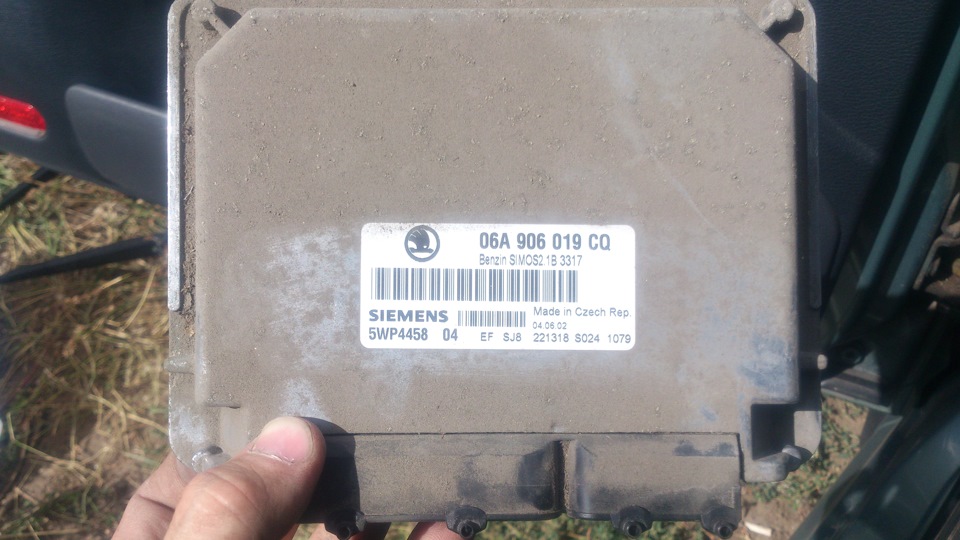 06A 906 019 CQ
Benzin SIMOS2.1B 3317
SIEMENS
Made in Czech Rep.
04.06.02
5WP4458 04 EF SJ8 221318 S024 1079